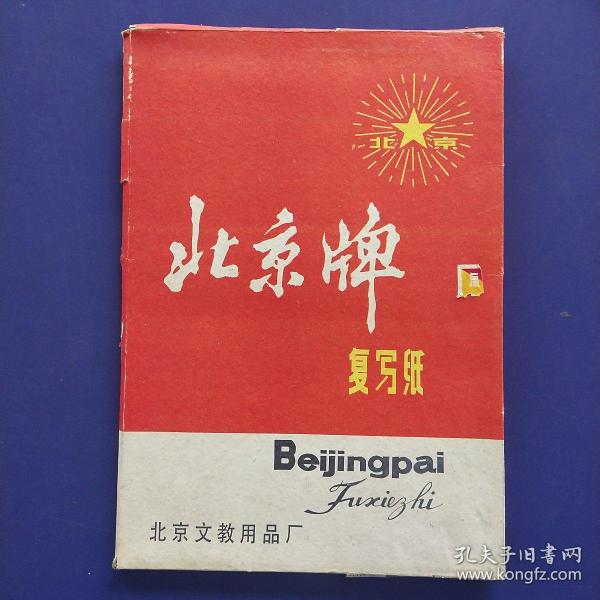 北京
北京牌
复写纸
Beijingpai
Fuxiezhi
北京文教用品厂
孔夫子旧書网
www.kongfz.com